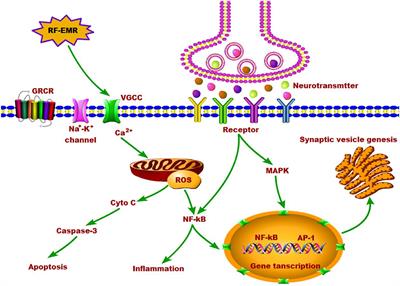 RF-EMR
Neurotransmtter
GRCR
VGCC
Na⁺-K⁺
channel
Ca²⁺
Receptor
Synaptic vesicle genesis
ROS
MAPK
Cyto C
NF-kB
Caspase-3
NF-kB AP-1
Gene tanscription
Apoptosis
Inflammation